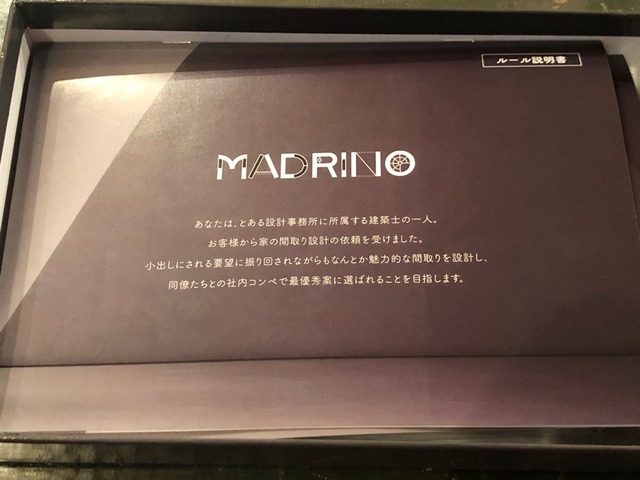 ルール説明書
MADRINO
あなたは、とある設計事務所に所属する建築士の一人。
お客様から家の間取り設計の依頼を受けました。
小出しにされる要望に振り回されながらもなんとか魅力的な間取りを設計し、
同僚たちとの社内コンペで最優秀案に選ばれることを目指します。